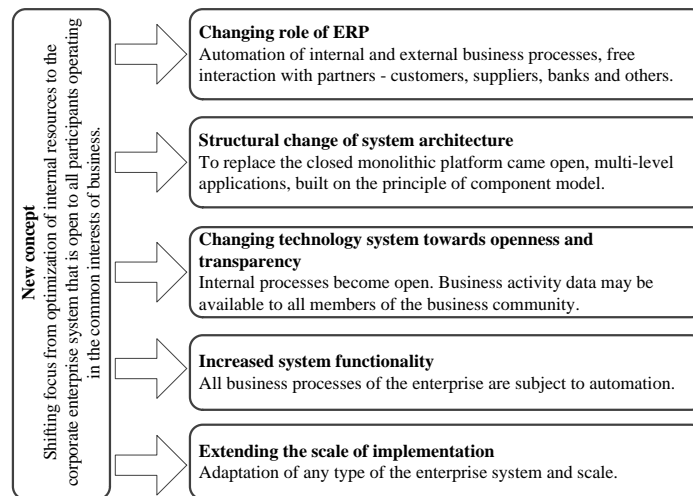 New concept
Shifting focus from optimization of internal resources to the
corporate enterprise system that is open to all participants operating
in the common interests of business.
Changing role of ERP
Automation of internal and external business processes, free
interaction with partners - customers, suppliers, banks and others.
Structural change of system architecture
To replace the closed monolithic platform came open, multi-level
applications, built on the principle of component model.
Changing technology system towards openness and
transparency
Internal processes become open. Business activity data may be
available to all members of the business community.
Increased system functionality
All business processes of the enterprise are subject to automation.
Extending the scale of implementation
Adaptation of any type of the enterprise system and scale.